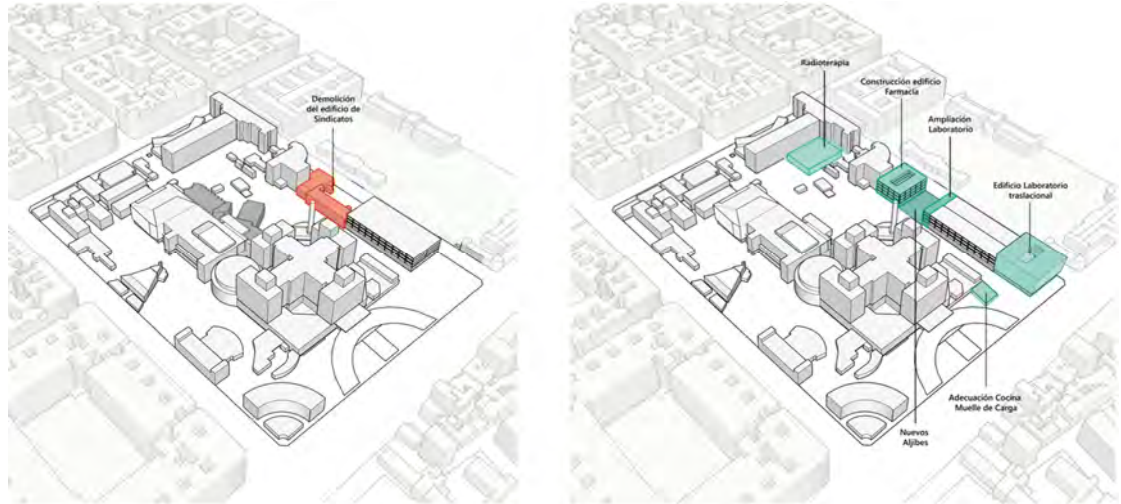 Demolición
del edificio de
Sindicatos
Radioterapia
Construcción edificio
Farmacía
Ampliación
Laboratorio
Edificio Laboratorio
traslacional
Adecuación Cocina
Muelle de Carga
Nuevos
Aljibes